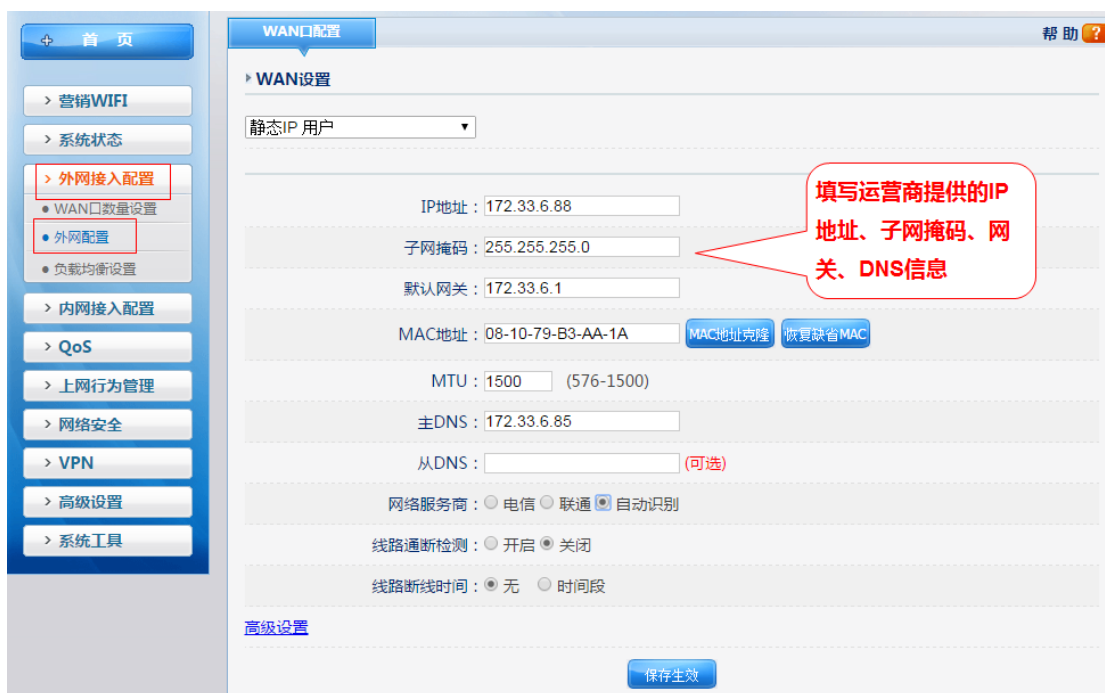 首 页
营销WIFI
系统状态
外网接入配置
WAN口数量设置
外网配置
负载均衡设置
内网接入配置
QoS
上网行为管理
网络安全
VPN
高级设置
系统工具
WAN口配置
帮 助 ?
WAN设置
静态IP 用户
IP地址：172.33.6.88
子网掩码：255.255.255.0
默认网关：172.33.6.1
MAC地址：08-10-79-B3-AA-1A MAC地址克隆 恢复缺省MAC
MTU：1500 (576-1500)
主DNS：172.33.6.85
从DNS： (可选)
网络服务商： 电信 联通 自动识别
线路通断检测： 开启 关闭
线路断线时间： 无 时间段
高级设置
保存生效
填写运营商提供的IP
地址、子网掩码、网
关、DNS信息